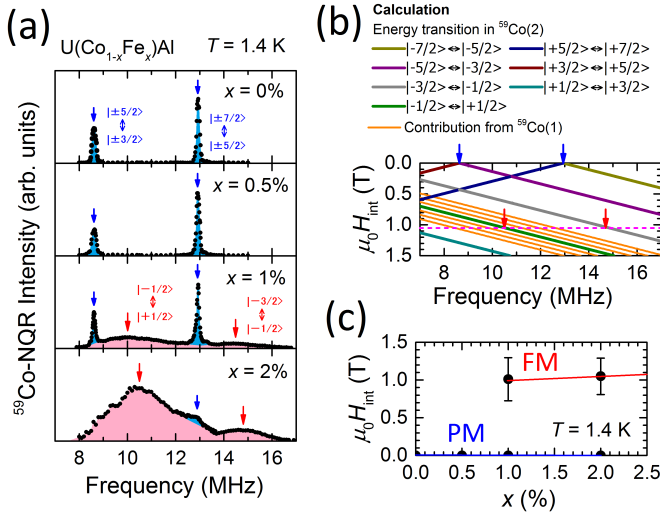 (a)
U(Co1-xFex)Al
T = 1.4 K
x = 0%
|±5/2>
|±3/2>
|±7/2>
|±5/2>
x = 0.5%
x = 1%
|−1/2>
|+1/2>
|−3/2>
|−1/2>
x = 2%
8 10 12 14 16
Frequency (MHz)
59Co-NQR Intensity (arb. units)
(b)
Calculation
Energy transition in 59Co(2)
|-7/2>⇔|-5/2>
|+5/2>⇔|+7/2>
|-5/2>⇔|-3/2>
|+3/2>⇔|+5/2>
|-3/2>⇔|-1/2>
|+1/2>⇔|+3/2>
|-1/2>⇔|+1/2>
Contribution from 59Co(1)
μ0Hint (T)
0.0
0.5
1.0
1.5
8 10 12 14 16
Frequency (MHz)
(c)
μ0Hint (T)
1.5
1.0
0.5
0.0
FM
PM
T = 1.4 K
0.0 0.5 1.0 1.5 2.0 2.5
x (%)